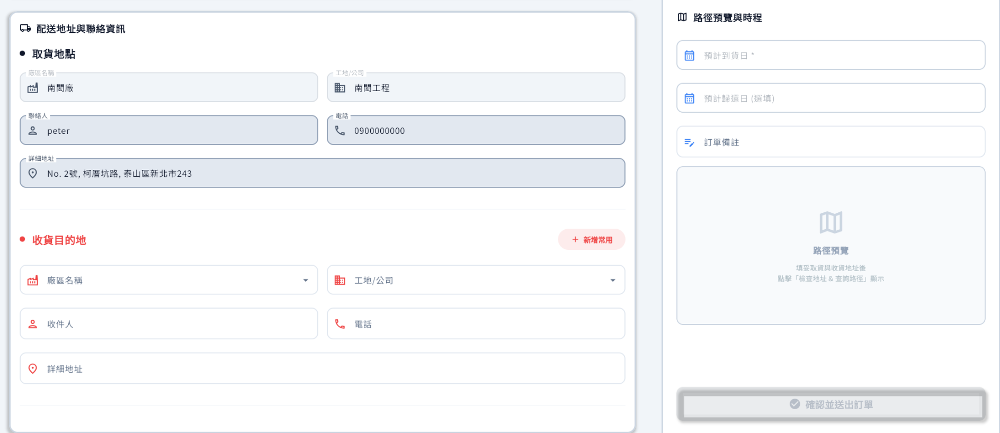 配送地址與聯絡資訊
取貨地點
廠區名稱
南閎廠
工地/公司
南閎工程
聯絡人
peter
電話
0900000000
詳細地址
No. 2號, 柯厝坑路, 泰山區新北市243
收貨目的地
+ 新增常用
廠區名稱
工地/公司
收件人
電話
詳細地址
路徑預覽與時程
預計到貨日 *
預計歸還日 (選填)
訂單備註
路徑預覽
填妥取貨與收貨地址後
點擊「檢查地址 & 查詢路徑」顯示
確認並送出訂單